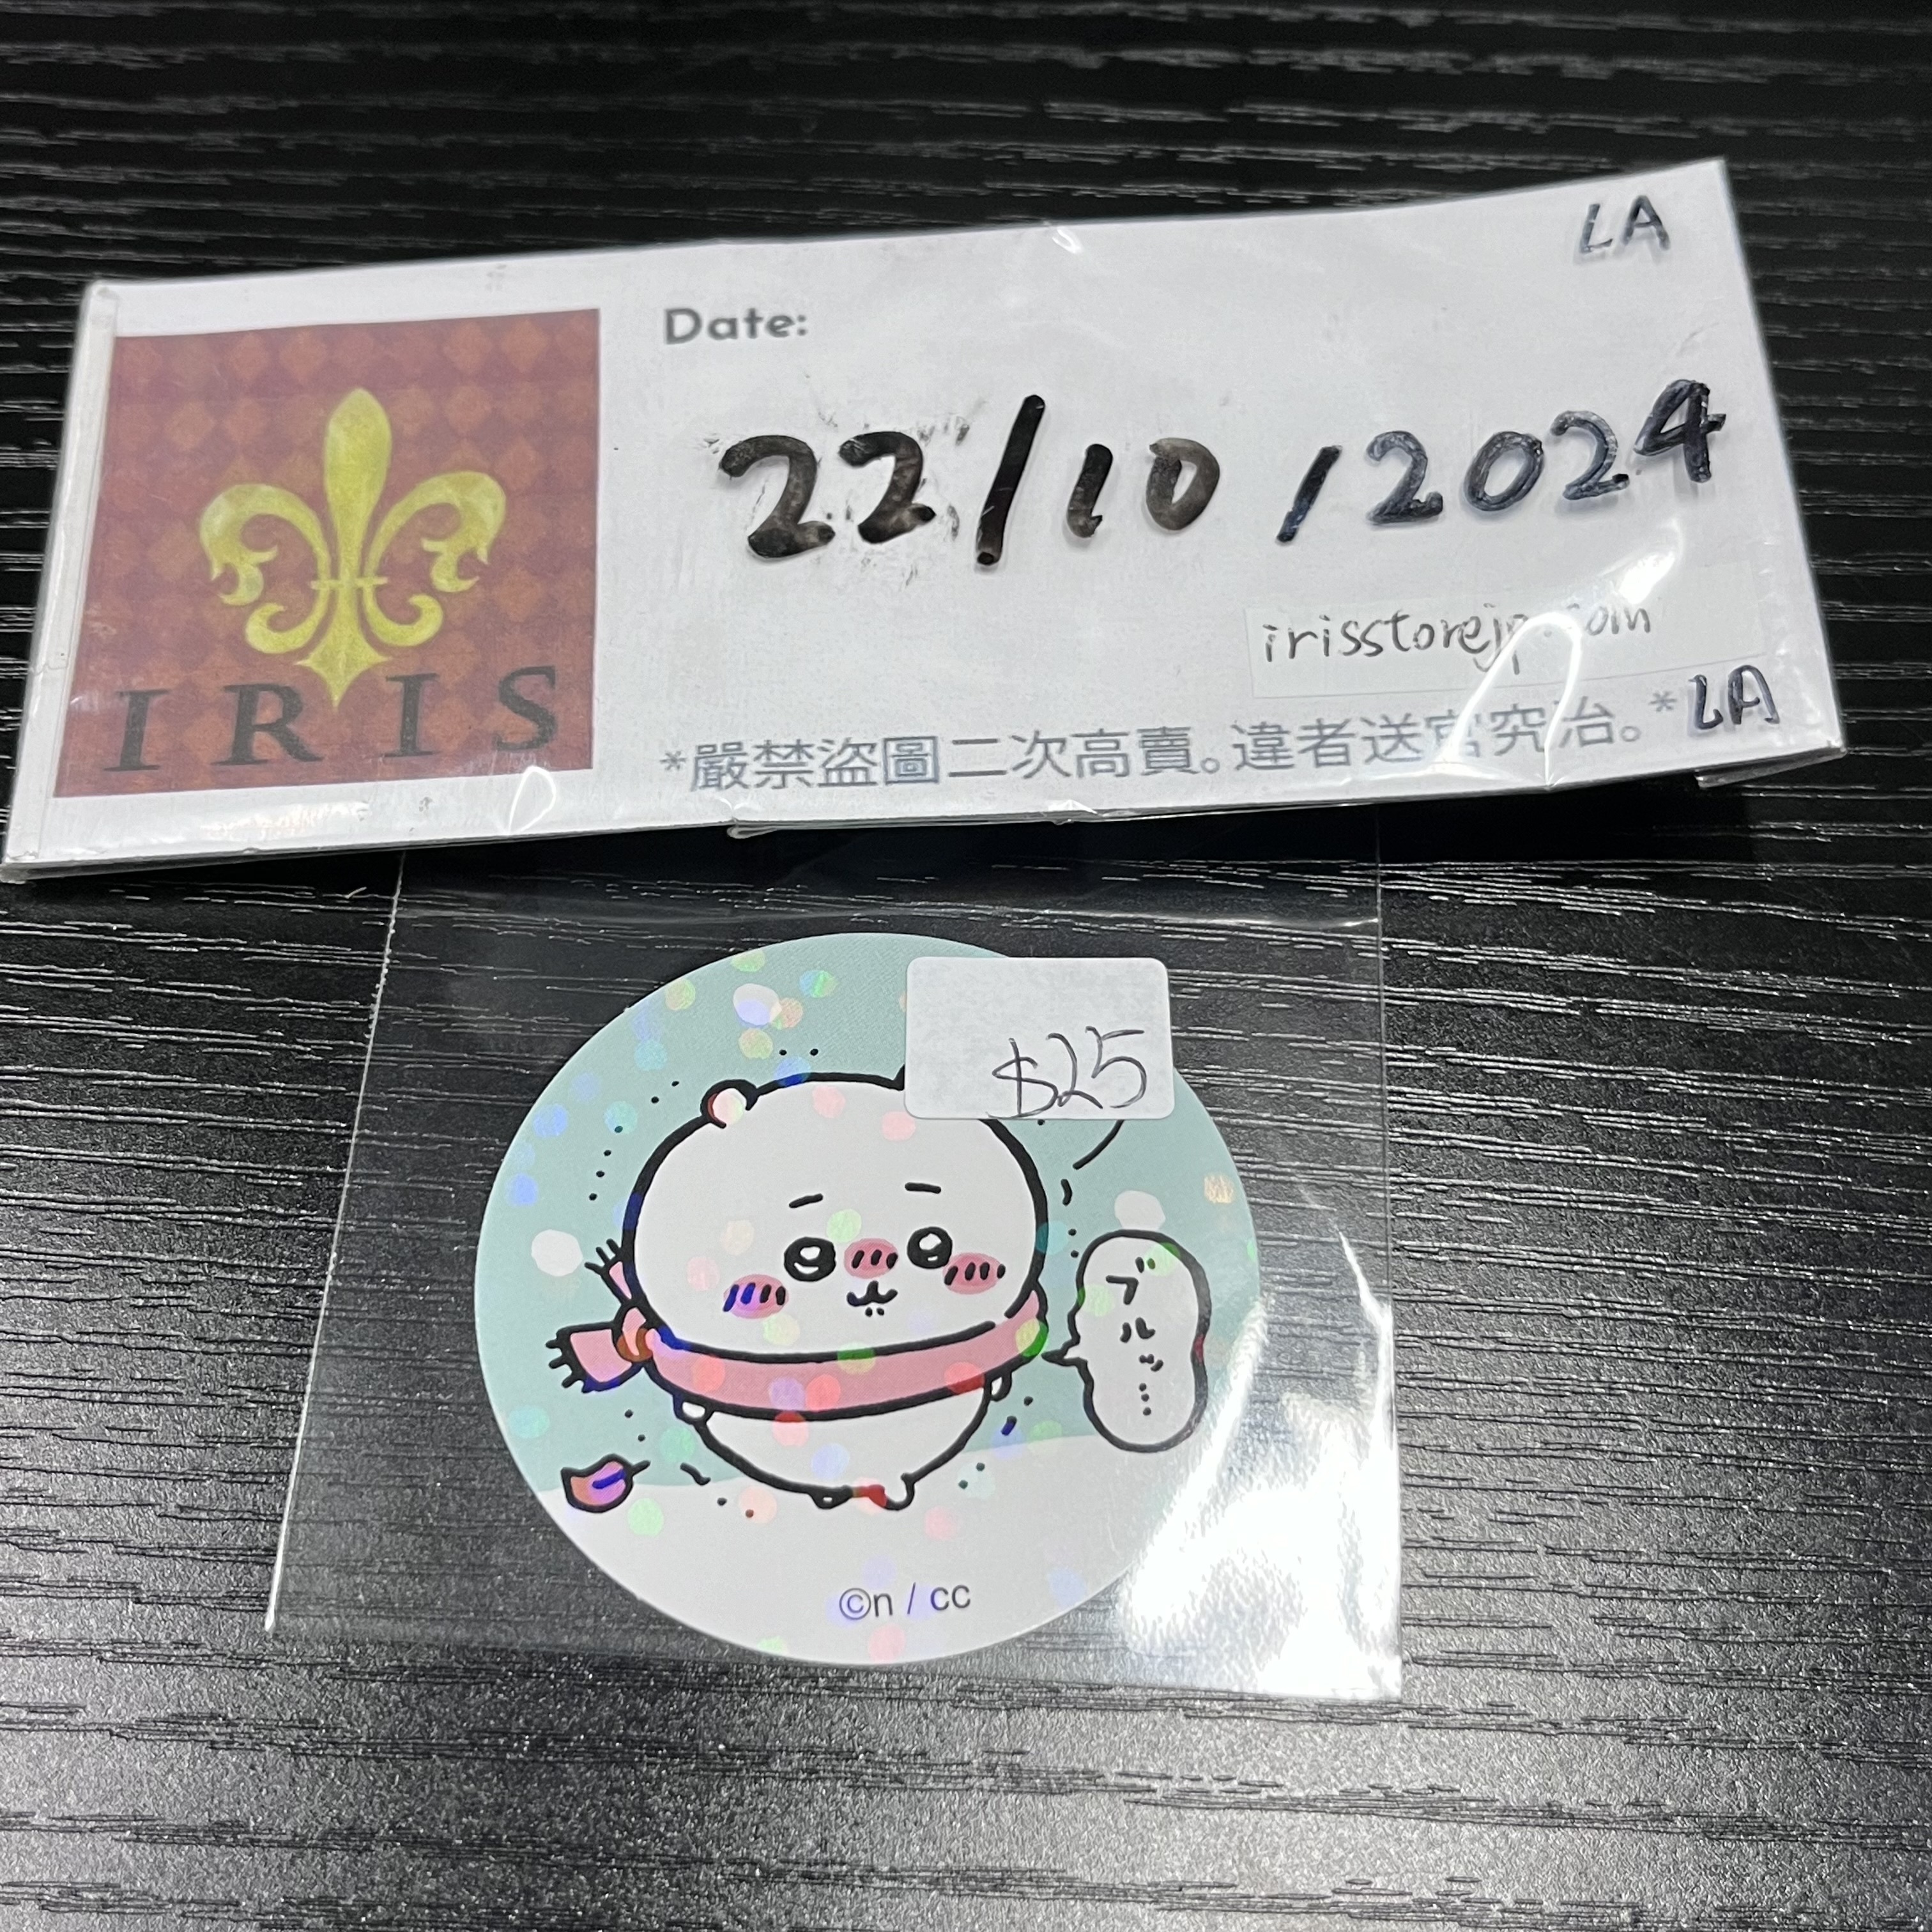 LA
Date:
22/10/2024
irisstorejp.com
IRIS
*嚴禁盜圖二次高賣。違者送官究治。*
LA
$25
ブルッ…
©n / cc